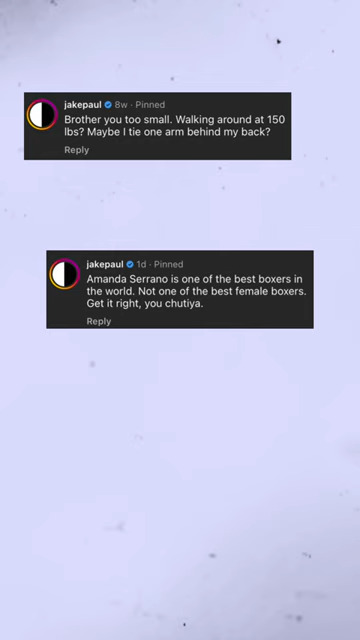 jakepaul 8w · Pinned
Brother you too small. Walking around at 150
lbs? Maybe I tie one arm behind my back?
Reply
jakepaul 1d · Pinned
Amanda Serrano is one of the best boxers in
the world. Not one of the best female boxers.
Get it right, you chutiya.
Reply